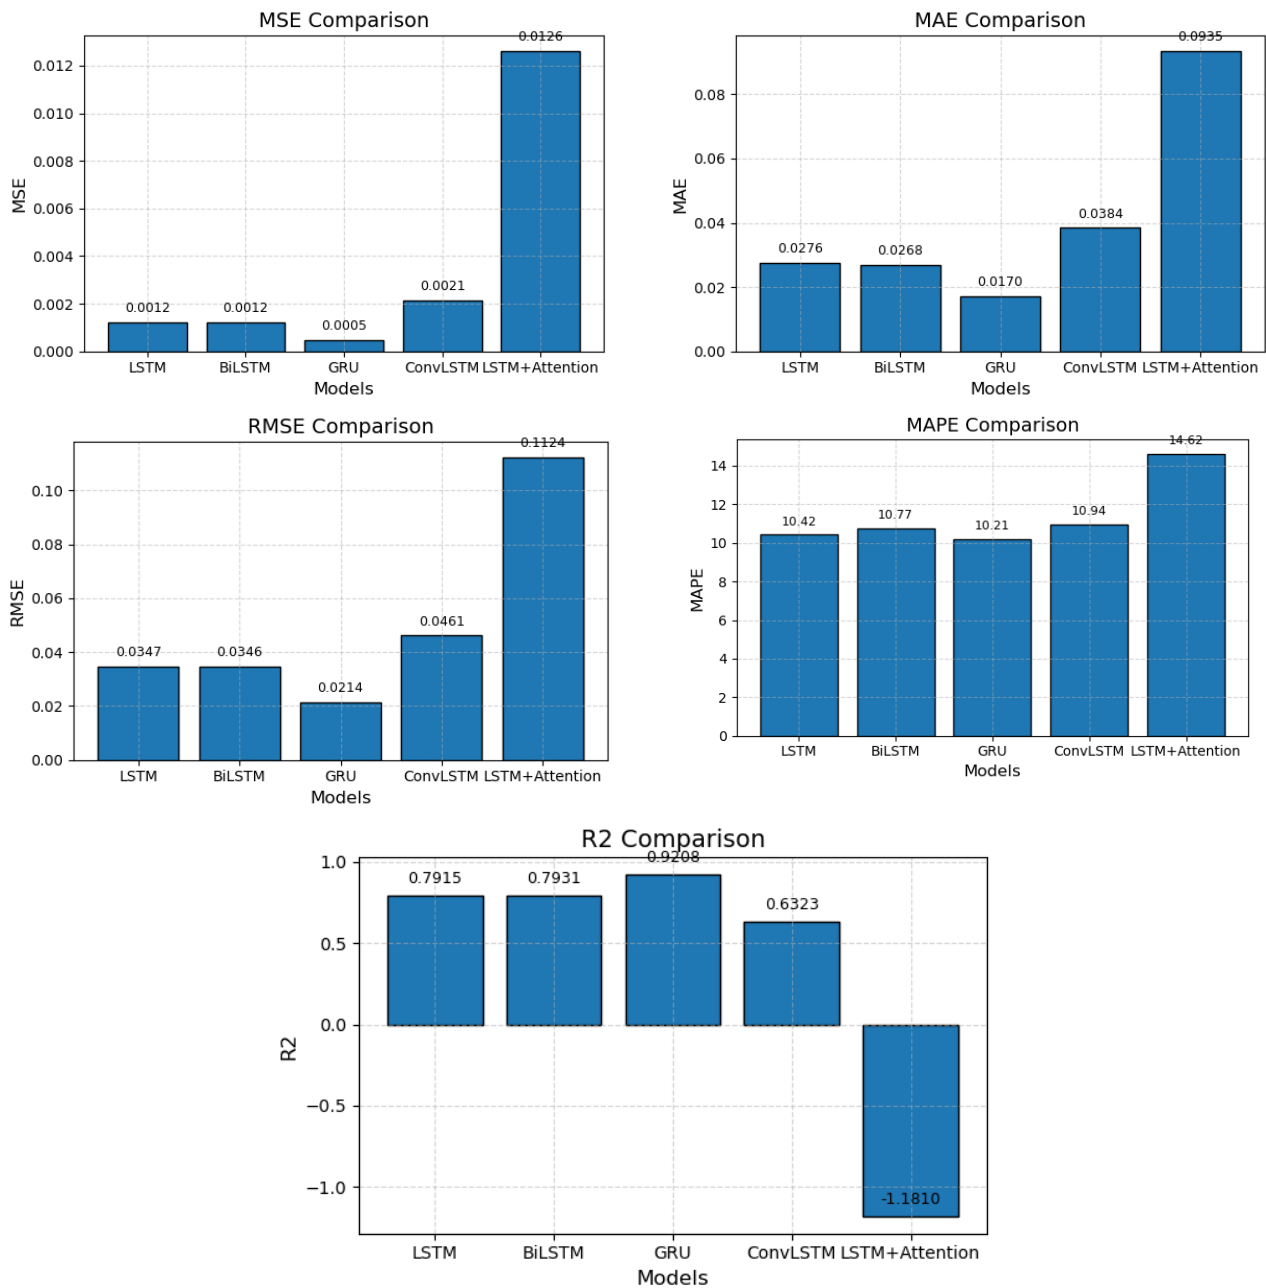 MSE Comparison
0.0126
0.012
0.010
0.008
0.006
0.004
0.002
0.000
MSE
0.0012
0.0012
0.0005
0.0021
LSTM BiLSTM GRU ConvLSTM LSTM+Attention
Models
MAE Comparison
0.0935
0.08
0.06
0.04
0.02
0.00
MAE
0.0276
0.0268
0.0170
0.0384
LSTM BiLSTM GRU ConvLSTM LSTM+Attention
Models
RMSE Comparison
0.1124
0.10
0.08
0.06
0.04
0.02
0.00
RMSE
0.0347
0.0346
0.0214
0.0461
LSTM BiLSTM GRU ConvLSTM LSTM+Attention
Models
MAPE Comparison
14.62
14
12
10
8
6
4
2
0
MAPE
10.42
10.77
10.21
10.94
LSTM BiLSTM GRU ConvLSTM LSTM+Attention
Models
R2 Comparison
1.0
0.5
0.0
−0.5
−1.0
R2
0.7915
0.7931
0.9208
0.6323
-1.1810
LSTM BiLSTM GRU ConvLSTM LSTM+Attention
Models